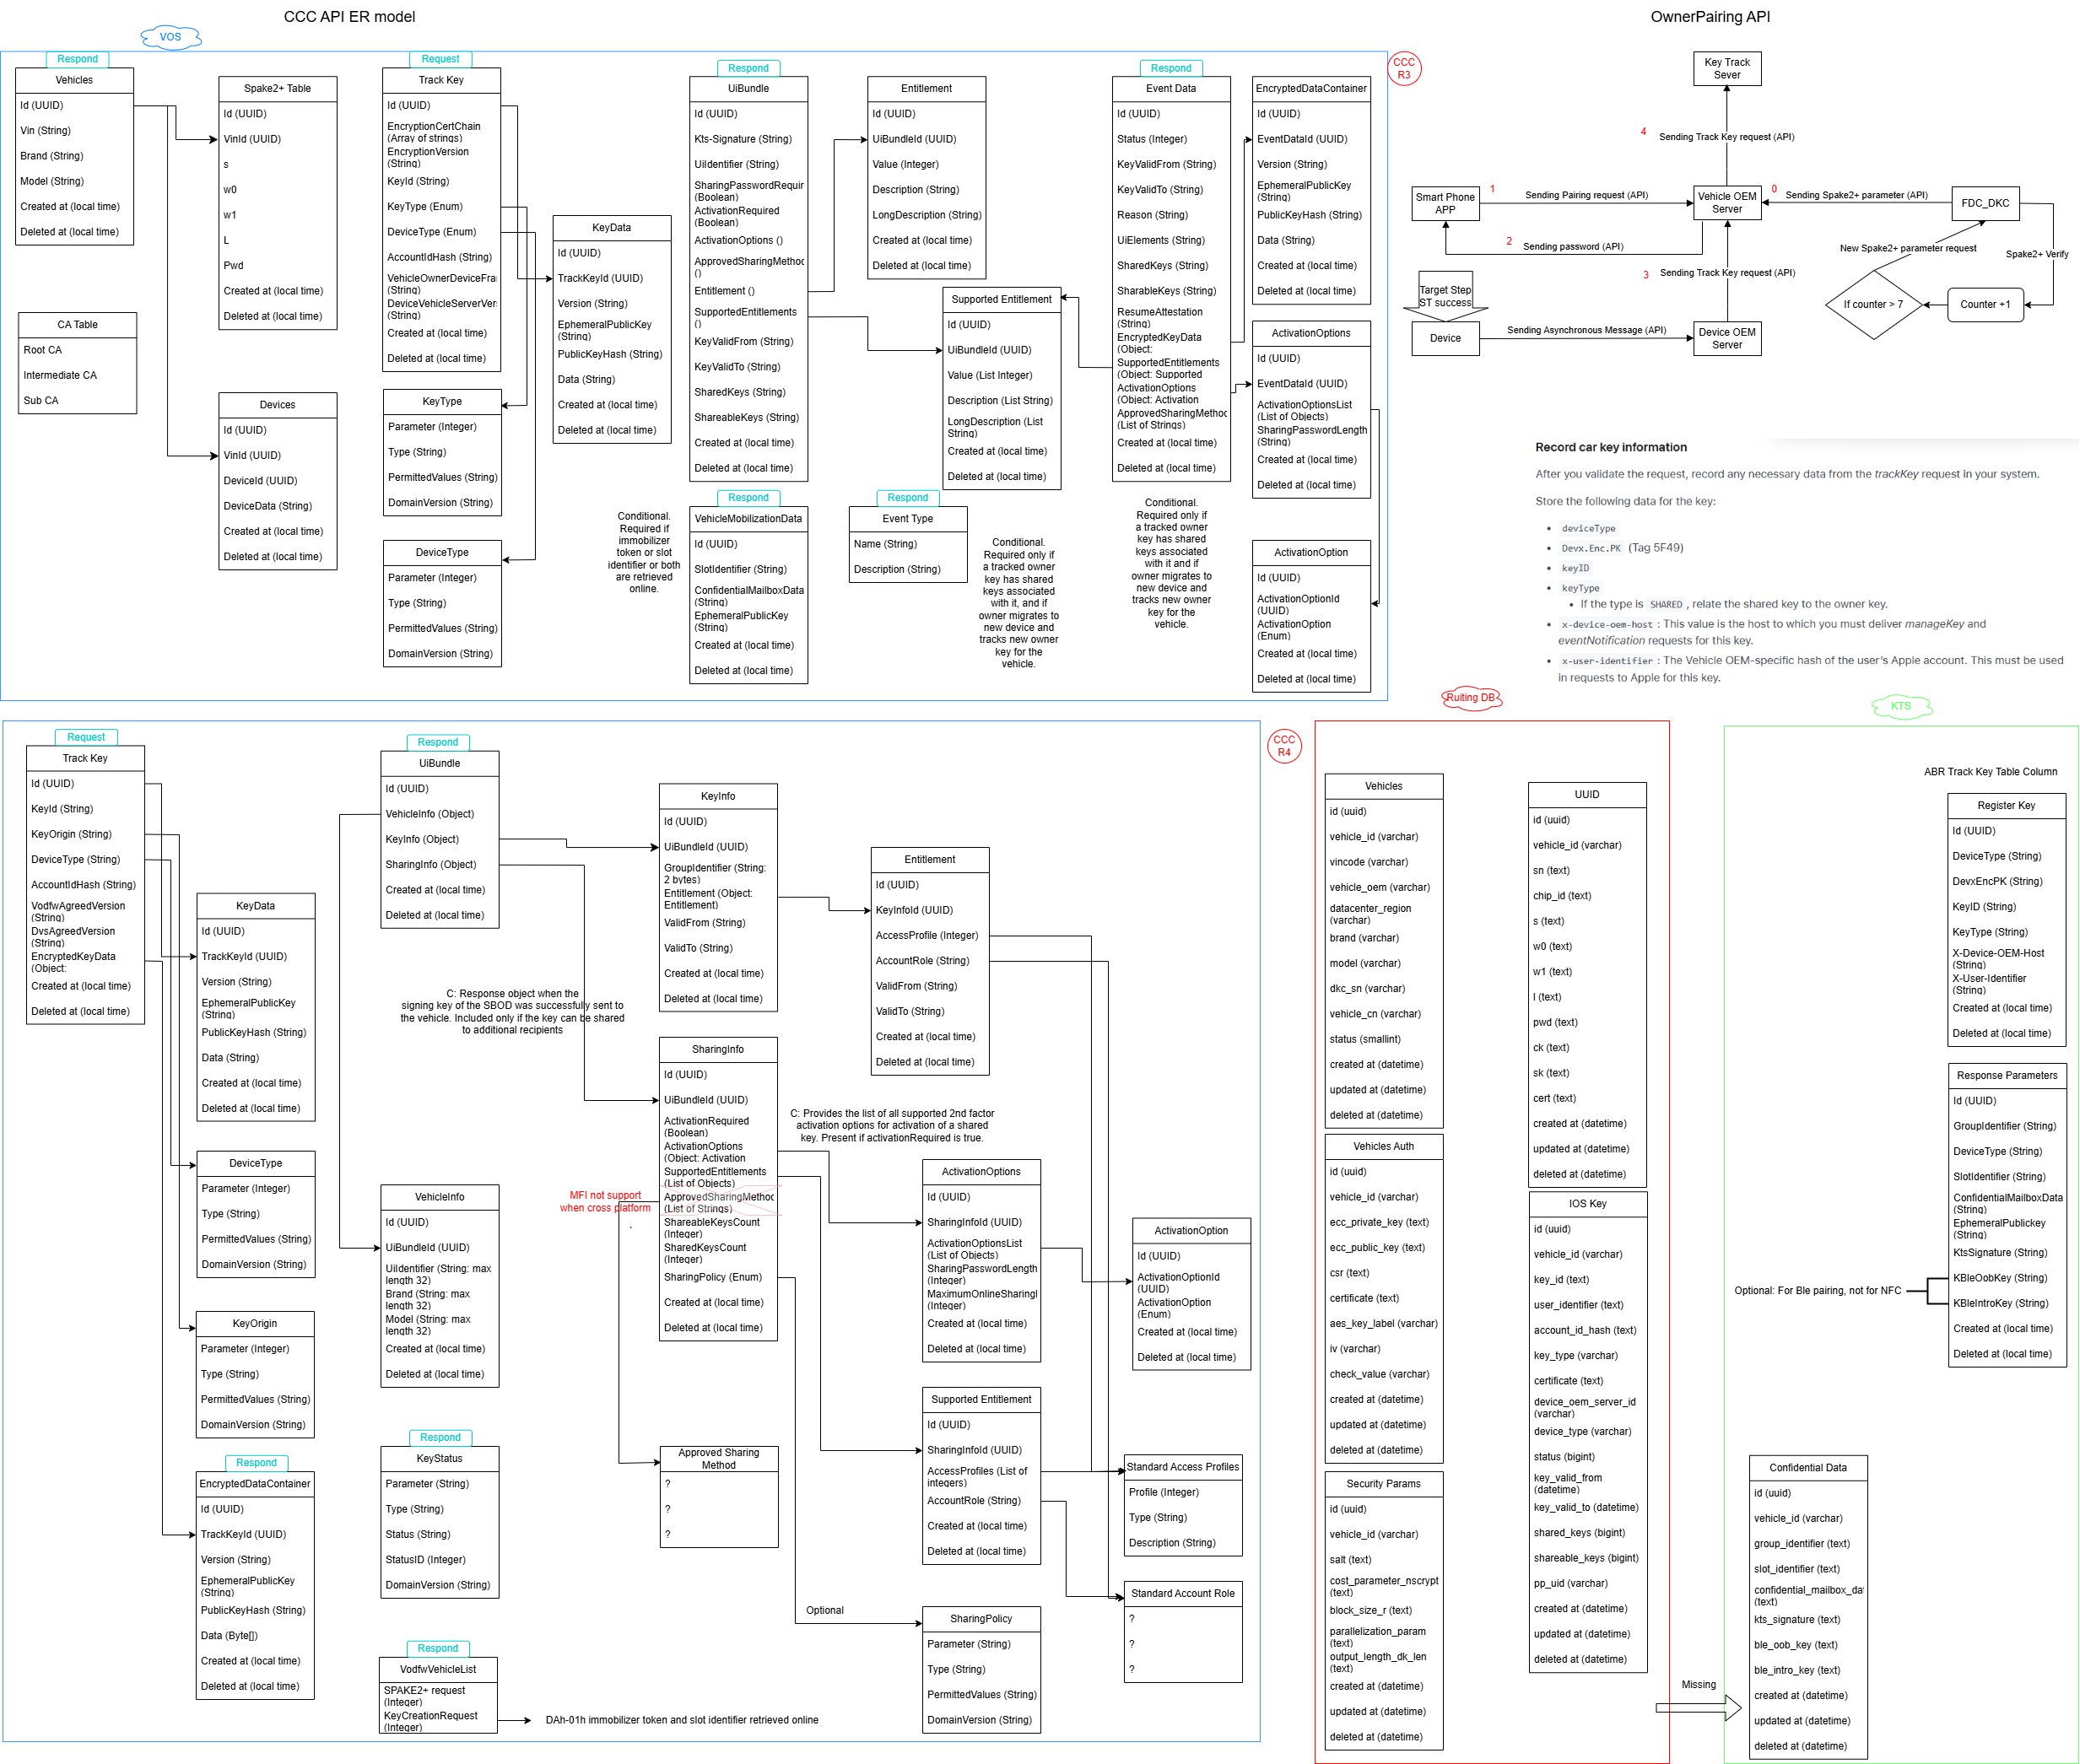 CCC API ER model
OwnerPairing API
VOS
CCC
R3
Respond
Vehicles
Id (UUID)
Vin (String)
Brand (String)
Model (String)
Created at (local time)
Deleted at (local time)
CA Table
Root CA
Intermediate CA
Sub CA
Spake2+ Table
Id (UUID)
VinId (UUID)
s
w0
w1
L
Pwd
Created at (local time)
Deleted at (local time)
Devices
Id (UUID)
VinId (UUID)
DeviceId (UUID)
DeviceData (String)
Created at (local time)
Deleted at (local time)
Request
Track Key
Id (UUID)
EncryptionCertChain
(Array of strings)
EncryptionVersion
(String)
KeyId (String)
KeyType (Enum)
DeviceType (Enum)
AccountIdHash (String)
VehicleOwnerDeviceFra
(String)
DeviceVehicleServerVer
(String)
Created at (local time)
Deleted at (local time)
KeyType
Parameter (Integer)
Type (String)
PermittedValues (String)
DomainVersion (String)
DeviceType
Parameter (Integer)
Type (String)
PermittedValues (String)
DomainVersion (String)
KeyData
Id (UUID)
TrackKeyId (UUID)
Version (String)
EphemeralPublicKey
(String)
PublicKeyHash (String)
Data (String)
Created at (local time)
Deleted at (local time)
Conditional.
Required if
immobilizer
token or slot
identifier or both
are retrieved
online.
Respond
UiBundle
Id (UUID)
Kts-Signature (String)
UiIdentifier (String)
SharingPasswordRequir
(Boolean)
ActivationRequired
(Boolean)
ActivationOptions ()
ApprovedSharingMethoc
()
Entitlement ()
SupportedEntitlements
()
KeyValidFrom (String)
KeyValidTo (String)
SharedKeys (String)
ShareableKeys (String)
Created at (local time)
Deleted at (local time)
Respond
VehicleMobilizationData
Id (UUID)
SlotIdentifier (String)
ConfidentialMailboxData
(String)
EphemeralPublicKey
(String)
Created at (local time)
Deleted at (local time)
Entitlement
Id (UUID)
UiBundleId (UUID)
Value (Integer)
Description (String)
LongDescription (String)
Created at (local time)
Deleted at (local time)
Supported Entitlement
Id (UUID)
UiBundleId (UUID)
Value (List Integer)
Description (List String)
LongDescription (List
String)
Created at (local time)
Deleted at (local time)
Respond
Event Type
Name (String)
Description (String)
Conditional.
Required only if
a tracked owner
key has shared
keys associated
with it, and if
owner migrates to
new device and
tracks new owner
key for the
vehicle.
Respond
Event Data
Id (UUID)
Status (Integer)
KeyValidFrom (String)
KeyValidTo (String)
Reason (String)
UiElements (String)
SharedKeys (String)
SharableKeys (String)
ResumeAttestation
(String)
EncryptedKeyData
(Object:
SupportedEntitlements
(Object: Supported
ActivationOptions
(Object: Activation
ApprovedSharingMethoc
(List of Strings)
Created at (local time)
Deleted at (local time)
Conditional.
Required only if
a tracked owner
key has shared
keys associated
with it and if
owner migrates to
new device and
tracks new owner
key for the
vehicle.
EncryptedDataContainer
Id (UUID)
EventDataId (UUID)
Version (String)
EphemeralPublicKey
(String)
PublicKeyHash (String)
Data (String)
Created at (local time)
Deleted at (local time)
ActivationOptions
Id (UUID)
EventDataId (UUID)
ActivationOptionsList
(List of Objects)
SharingPasswordLength
(String)
Created at (local time)
Deleted at (local time)
ActivationOption
Id (UUID)
ActivationOptionId
(UUID)
ActivationOption
(Enum)
Created at (local time)
Deleted at (local time)
Key Track
Sever
4
Sending Track Key request (API)
Smart Phone
APP
1
Sending Pairing request (API)
Vehicle OEM
Server
0
Sending Spake2+ parameter (API)
FDC_DKC
2
Sending password (API)
New Spake2+ parameter request
Spake2+ Verify
3
Sending Track Key request (API)
Target Step
ST success
If counter > 7
Counter +1
Device
Sending Asynchronous Message (API)
Device OEM
Server
Record car key information
After you validate the request, record any necessary data from the trackKey request in your system.
Store the following data for the key:
• deviceType
• Devx.Enc.PK (Tag 5F49)
• keyID
• keyType
• If the type is SHARED , relate the shared key to the owner key.
• x-device-oem-host : This value is the host to which you must deliver manageKey and
eventNotification requests for this key.
• x-user-identifier : The Vehicle OEM-specific hash of the user's Apple account. This must be used
in requests to Apple for this key.
CCC
R4
Request
Track Key
Id (UUID)
KeyId (String)
KeyOrigin (String)
DeviceType (String)
AccountIdHash (String)
VodfwAgreedVersion
(String)
DvsAgreedVersion
(String)
EncryptedKeyData
(Object:
Created at (local time)
Deleted at (local time)
KeyData
Id (UUID)
TrackKeyId (UUID)
Version (String)
EphemeralPublicKey
(String)
PublicKeyHash (String)
Data (String)
Created at (local time)
Deleted at (local time)
DeviceType
Parameter (Integer)
Type (String)
PermittedValues (String)
DomainVersion (String)
KeyOrigin
Parameter (Integer)
Type (String)
PermittedValues (String)
DomainVersion (String)
Respond
EncryptedDataContainer
Id (UUID)
TrackKeyId (UUID)
Version (String)
EphemeralPublicKey
(String)
PublicKeyHash (String)
Data (Byte[])
Created at (local time)
Deleted at (local time)
Respond
UiBundle
Id (UUID)
VehicleInfo (Object)
KeyInfo (Object)
SharingInfo (Object)
Created at (local time)
Deleted at (local time)
C: Response object when the
signing key of the SBOD was successfully sent to
the vehicle. Included only if the key can be shared
to additional recipients
VehicleInfo
Id (UUID)
UiBundleId (UUID)
UiIdentifier (String: max
length 32)
Brand (String: max
length 32)
Model (String: max
length 32)
Created at (local time)
Deleted at (local time)
Respond
KeyStatus
Parameter (String)
Type (String)
Status (String)
StatusID (Integer)
DomainVersion (String)
Respond
VodfwVehicleList
SPAKE2+ request
(Integer)
KeyCreationRequest
(Integer)
DAh-01h immobilizer token and slot identifier retrieved online
KeyInfo
Id (UUID)
UiBundleId (UUID)
GroupIdentifier (String:
2 bytes)
Entitlement (Object:
Entitlement)
ValidFrom (String)
ValidTo (String)
Created at (local time)
Deleted at (local time)
SharingInfo
Id (UUID)
UiBundleId (UUID)
ActivationRequired
(Boolean)
ActivationOptions
(Object: Activation
SupportedEntitlements
(List of Objects)
ApprovedSharingMethoc
(List of Strings)
ShareableKeysCount
(Integer)
SharedKeysCount
(Integer)
SharingPolicy (Enum)
Created at (local time)
Deleted at (local time)
MFI not support
when cross platform
.
Approved Sharing
Method
?
?
?
Optional
Entitlement
Id (UUID)
KeyInfoId (UUID)
AccessProfile (Integer)
AccountRole (String)
ValidFrom (String)
ValidTo (String)
Created at (local time)
Deleted at (local time)
C: Provides the list of all supported 2nd factor
activation options for activation of a shared
key. Present if activationRequired is true.
ActivationOptions
Id (UUID)
SharingInfoId (UUID)
ActivationOptionsList
(List of Objects)
SharingPasswordLength
(Integer)
MaximumOnlineSharingI
(Integer)
Created at (local time)
Deleted at (local time)
Supported Entitlement
Id (UUID)
SharingInfoId (UUID)
AccessProfiles (List of
integers)
AccountRole (String)
Created at (local time)
Deleted at (local time)
SharingPolicy
Parameter (String)
Type (String)
PermittedValues (String)
DomainVersion (String)
ActivationOption
Id (UUID)
ActivationOptionId
(UUID)
ActivationOption
(Enum)
Created at (local time)
Deleted at (local time)
Standard Access Profiles
Profile (Integer)
Type (String)
Description (String)
Standard Account Role
?
?
?
Ruiting DB
Vehicles
id (uuid)
vehicle_id (varchar)
vincode (varchar)
vehicle_oem (varchar)
datacenter_region
(varchar)
brand (varchar)
model (varchar)
dkc_sn (varchar)
vehicle_cn (varchar)
status (smallint)
created at (datetime)
updated at (datetime)
deleted at (datetime)
Vehicles Auth
id (uuid)
vehicle_id (varchar)
ecc_private_key (text)
ecc_public_key (text)
csr (text)
certificate (text)
aes_key_label (varchar)
iv (varchar)
check_value (varchar)
created at (datetime)
updated at (datetime)
deleted at (datetime)
Security Params
id (uuid)
vehicle_id (varchar)
salt (text)
cost_parameter_nscrypt
(text)
block_size_r (text)
parallelization_param
(text)
output_length_dk_len
(text)
created at (datetime)
updated at (datetime)
deleted at (datetime)
UUID
id (uuid)
vehicle_id (varchar)
sn (text)
chip_id (text)
s (text)
w0 (text)
w1 (text)
l (text)
pwd (text)
ck (text)
sk (text)
cert (text)
created at (datetime)
updated at (datetime)
deleted at (datetime)
IOS Key
id (uuid)
vehicle_id (varchar)
key_id (text)
user_identifier (text)
account_id_hash (text)
key_type (varchar)
certificate (text)
device_oem_server_id
(varchar)
device_type (varchar)
status (bigint)
key_valid_from
(datetime)
key_valid_to (datetime)
shared_keys (bigint)
shareable_keys (bigint)
pp_uid (varchar)
created at (datetime)
updated at (datetime)
deleted at (datetime)
Missing
KTS
ABR Track Key Table Column
Register Key
Id (UUID)
DeviceType (String)
DevxEncPK (String)
KeyID (String)
KeyType (String)
X-Device-OEM-Host
(String)
X-User-Identifier
(String)
Created at (local time)
Deleted at (local time)
Response Parameters
Id (UUID)
GroupIdentifier (String)
DeviceType (String)
SlotIdentifier (String)
ConfidentialMailboxData
(String)
EphemeralPublickey
(String)
KtsSignature (String)
KBleOobKey (String)
KBleIntroKey (String)
Created at (local time)
Deleted at (local time)
Optional: For Ble pairing, not for NFC
Confidential Data
id (uuid)
vehicle_id (varchar)
group_identifier (text)
slot_identifier (text)
confidential_mailbox_dat
(text)
kts_signature (text)
ble_oob_key (text)
ble_intro_key (text)
created at (datetime)
updated at (datetime)
deleted at (datetime)